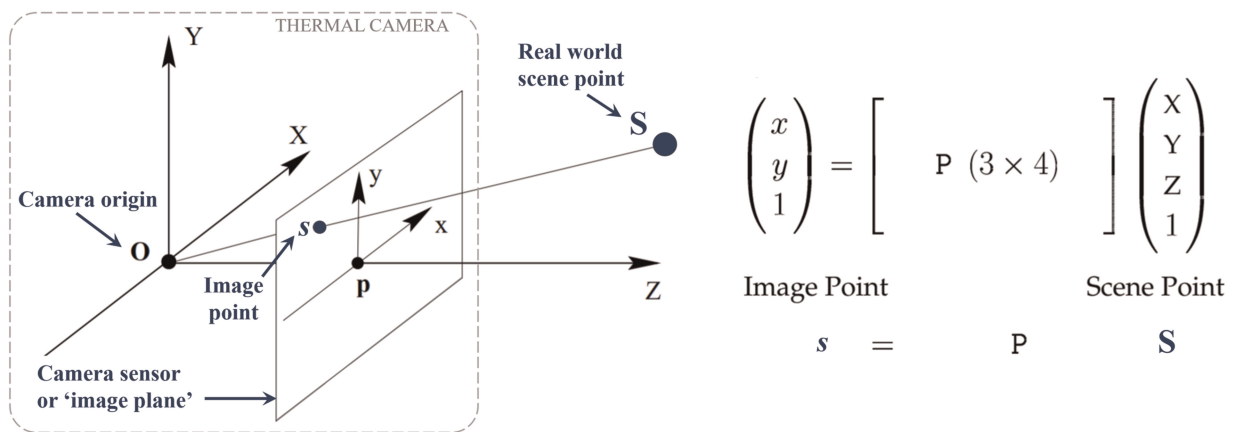 THERMAL CAMERA
Y
Real world
scene point
S
X
Camera origin
O
y
s
x
Image
point
p
Z
Camera sensor
or ‘image plane’
x
y
1
=
P (3 × 4)
X
Y
Z
1
Image Point
Scene Point
s = P S